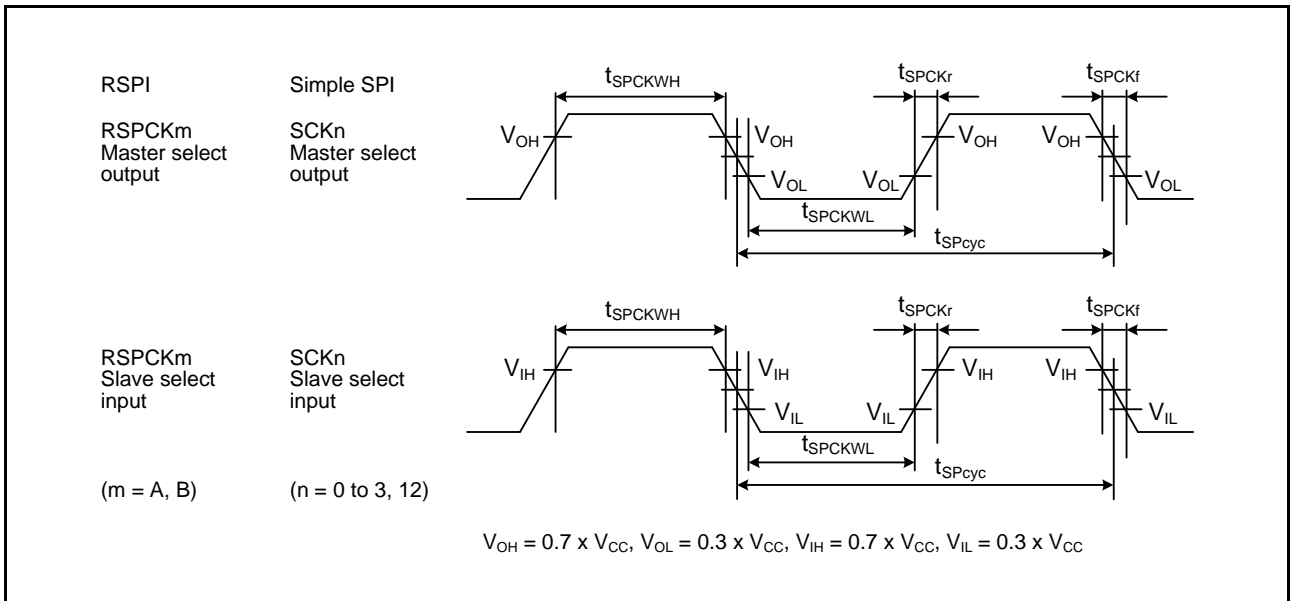 RSPI
Simple SPI
RSPCKm
Master select
output
SCKn
Master select
output
tSPCKWH
tSPCKr
tSPCKf
VOH
VOH
VOL
VOL
VOH
VOH
VOL
tSPCKWL
tSPcyc
RSPCKm
Slave select
input
SCKn
Slave select
input
tSPCKWH
tSPCKr
tSPCKf
VIH
VIH
VIL
VIL
VIH
VIH
VIL
tSPCKWL
tSPcyc
(m = A, B)
(n = 0 to 3, 12)
VOH = 0.7 x VCC, VOL = 0.3 x VCC, VIH = 0.7 x VCC, VIL = 0.3 x VCC